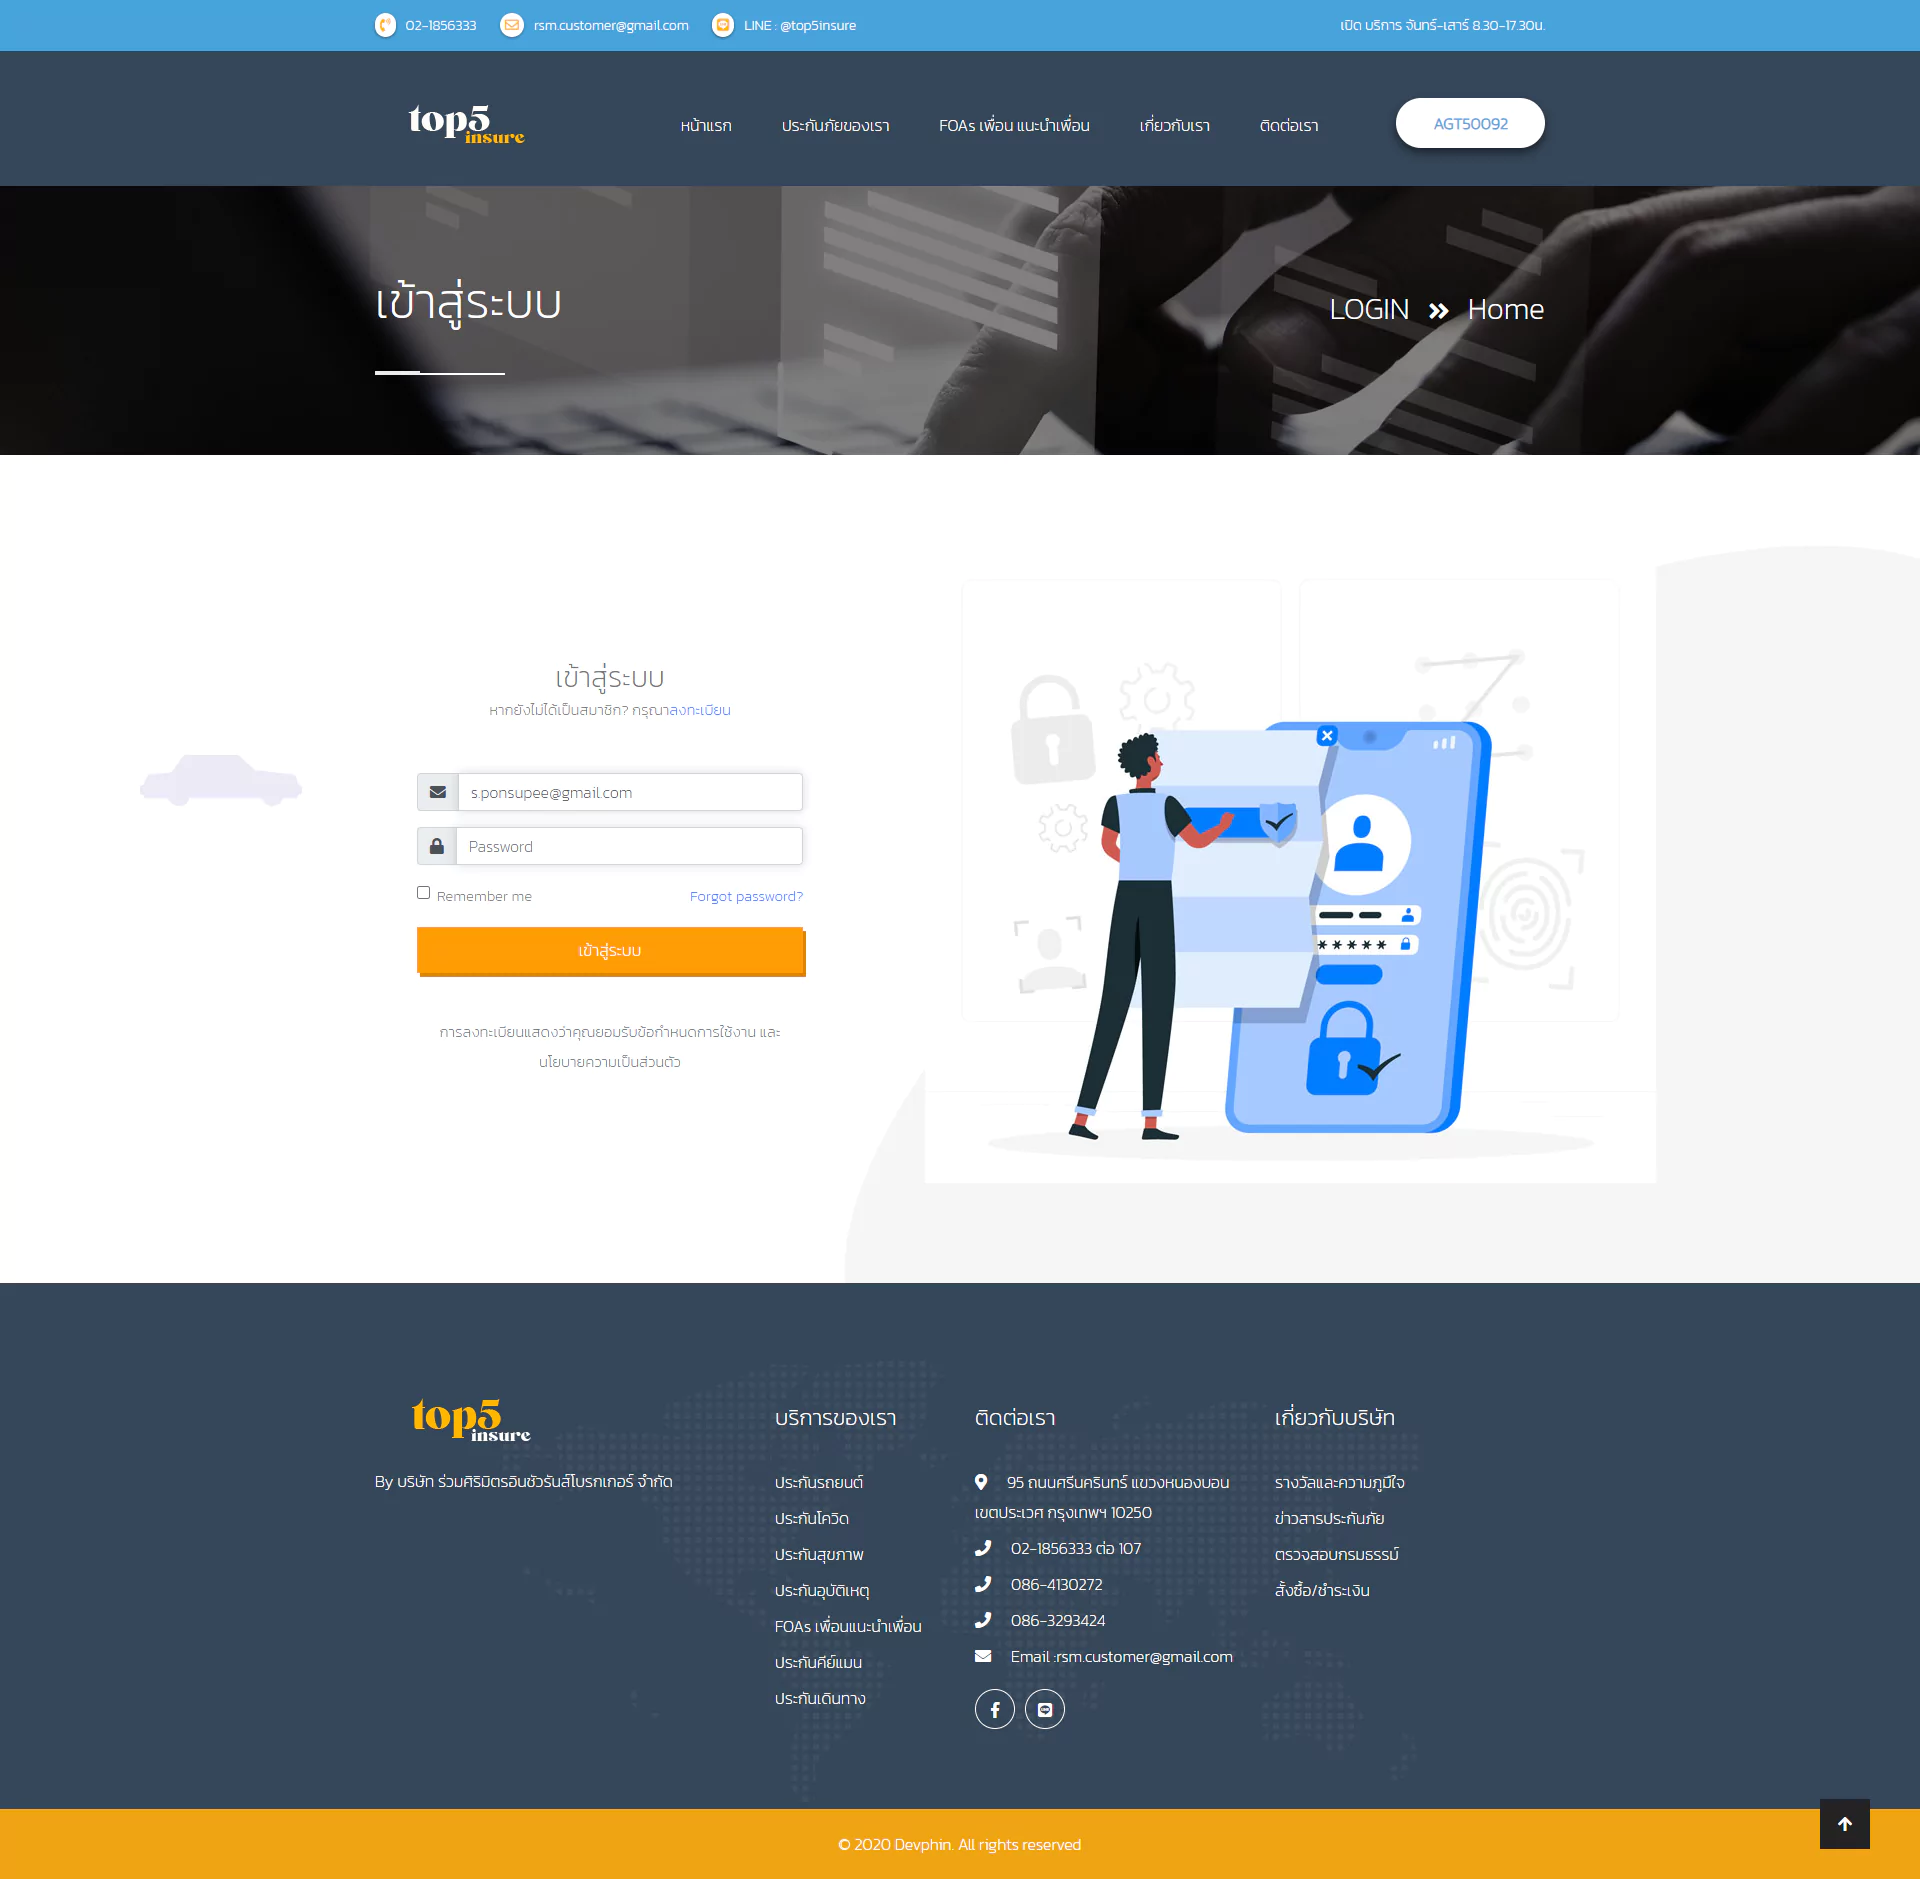 02-1856333 rsm.customer@gmail.com LINE : @top5insure เปิด บริการ จันทร์-เสาร์ 8.30-17.30น.
top5
insure
หน้าแรก ประกันภัยของเรา FOAs เพื่อน แนะนำเพื่อน เกี่ยวกับเรา ติดต่อเรา AGT50092
เข้าสู่ระบบ
LOGIN Home
เข้าสู่ระบบ
หากยังไม่ได้เป็นสมาชิก? กรุณาลงทะเบียน
s.ponsupee@gmail.com
Password
Remember me Forgot password?
เข้าสู่ระบบ
การลงทะเบียนแสดงว่าคุณยอมรับข้อกำหนดการใช้งาน และ
นโยบายความเป็นส่วนตัว
top5
insure
By บริษัท ร่วมศิริมิตรอินชัวรันส์โบรกเกอร์ จำกัด
บริการของเรา
ประกันรถยนต์
ประกันโควิด
ประกันสุขภาพ
ประกันอุบัติเหตุ
FOAs เพื่อนแนะนำเพื่อน
ประกันคีย์แมน
ประกันเดินทาง
ติดต่อเรา
95 ถนนศรีนครินทร์ แขวงหนองบอน
เขตประเวศ กรุงเทพฯ 10250
02-1856333 ต่อ 107
086-4130272
086-3293424
Email :rsm.customer@gmail.com
เกี่ยวกับบริษัท
รางวัลและความภูมืใจ
ข่าวสารประกันภัย
ตรวจสอบกรมธรรม์
สั่งซื้อ/ชำระเงิน
© 2020 Devphin. All rights reserved